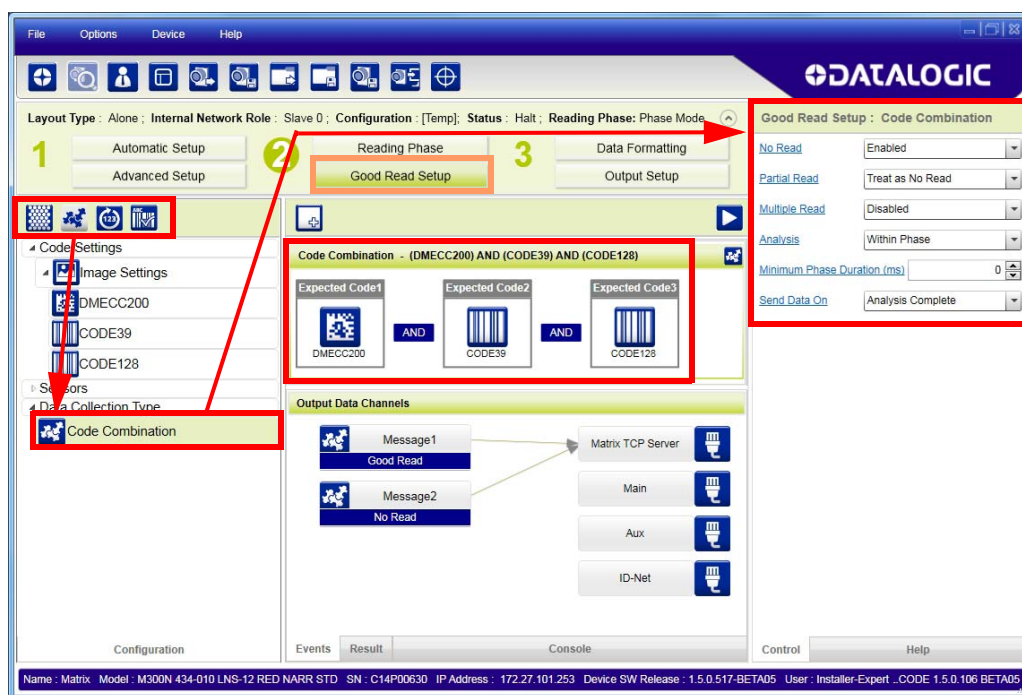 File Options Device Help
DATALOGIC
Layout Type : Alone ; Internal Network Role : Slave 0 ; Configuration : [Temp]; Status : Halt ; Reading Phase: Phase Mode
1 Automatic Setup
Advanced Setup
2 Reading Phase
Good Read Setup
3 Data Formatting
Output Setup
123
Code Settings
Image Settings
DMECC200
CODE39
CODE128
Sensors
Data Collection Type
Code Combination
Configuration
Code Combination - (DMECC200) AND (CODE39) AND (CODE128)
Expected Code1 Expected Code2 Expected Code3
AND AND
DMECC200 CODE39 CODE128
Output Data Channels
Message1
Good Read
Message2
No Read
Matrix TCP Server
Main
Aux
ID-Net
Events Result Console
Good Read Setup : Code Combination
No Read Enabled
Partial Read Treat as No Read
Multiple Read Disabled
Analysis Within Phase
Minimum Phase Duration (ms) 0
Send Data On Analysis Complete
Control Help
Name : Matrix Model : M300N 434-010 LNS-12 RED NARR STD SN : C14P00630 IP Address : 172.27.101.253 Device SW Release : 1.5.0.517-BETA05 User : Installer-Expert ..CODE 1.5.0.106 BETA05